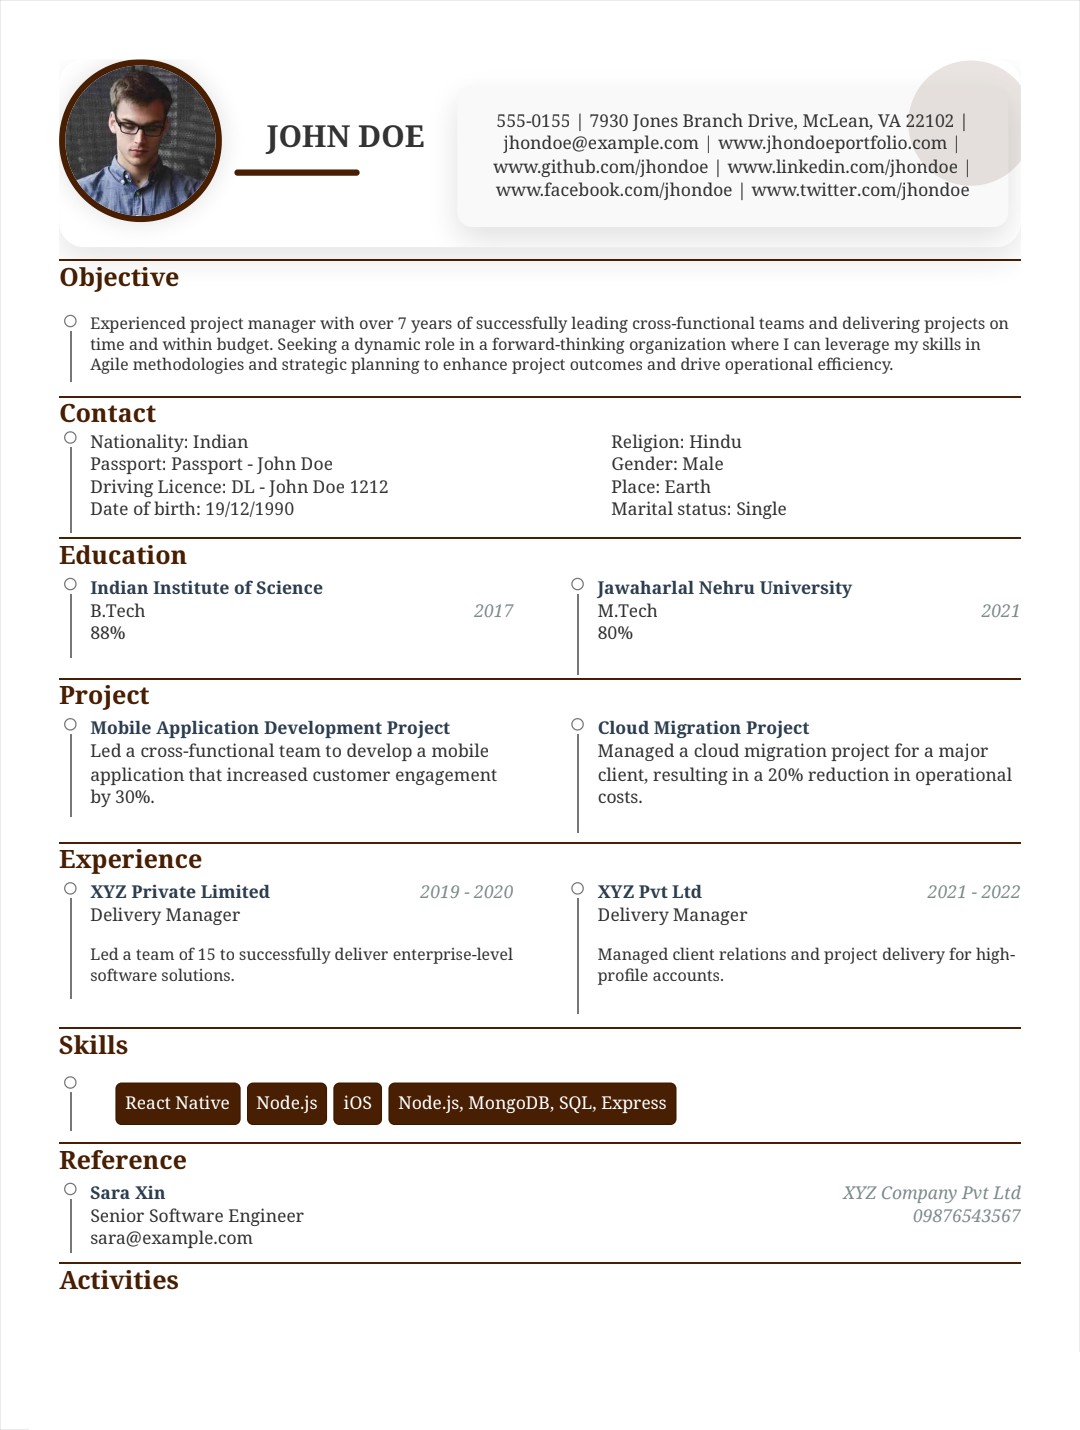 JOHN DOE
555-0155 | 7930 Jones Branch Drive, McLean, VA 22102 |
jhondoe@example.com | www.jhondoeportfolio.com |
www.github.com/jhondoe | www.linkedin.com/jhondoe |
www.facebook.com/jhondoe | www.twitter.com/jhondoe
Objective
Experienced project manager with over 7 years of successfully leading cross-functional teams and delivering projects on
time and within budget. Seeking a dynamic role in a forward-thinking organization where I can leverage my skills in
Agile methodologies and strategic planning to enhance project outcomes and drive operational efficiency.
Contact
Nationality: Indian
Passport: Passport - John Doe
Driving Licence: DL - John Doe 1212
Date of birth: 19/12/1990
Religion: Hindu
Gender: Male
Place: Earth
Marital status: Single
Education
Indian Institute of Science
B.Tech 2017
88%
Jawaharlal Nehru University
M.Tech 2021
80%
Project
Mobile Application Development Project
Led a cross-functional team to develop a mobile
application that increased customer engagement
by 30%.
Cloud Migration Project
Managed a cloud migration project for a major
client, resulting in a 20% reduction in operational
costs.
Experience
XYZ Private Limited 2019 - 2020
Delivery Manager
Led a team of 15 to successfully deliver enterprise-level
software solutions.
XYZ Pvt Ltd 2021 - 2022
Delivery Manager
Managed client relations and project delivery for high-
profile accounts.
Skills
React Native Node.js iOS Node.js, MongoDB, SQL, Express
Reference
Sara Xin XYZ Company Pvt Ltd
Senior Software Engineer 09876543567
sara@example.com
Activities